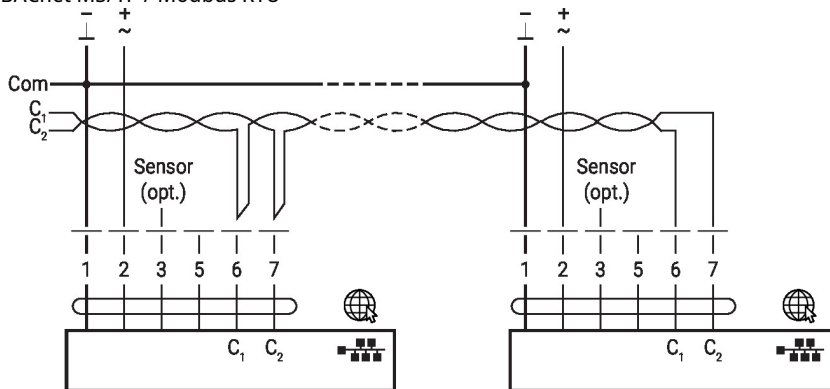 BACnet MS/TP / Modbus RTU
– + – +
⊥ ~ ⊥ ~
Com
C₁
C₂
Sensor Sensor
(opt.) (opt.)
1 2 3 5 6 7 1 2 3 5 6 7
C₁ C₂ C₁ C₂